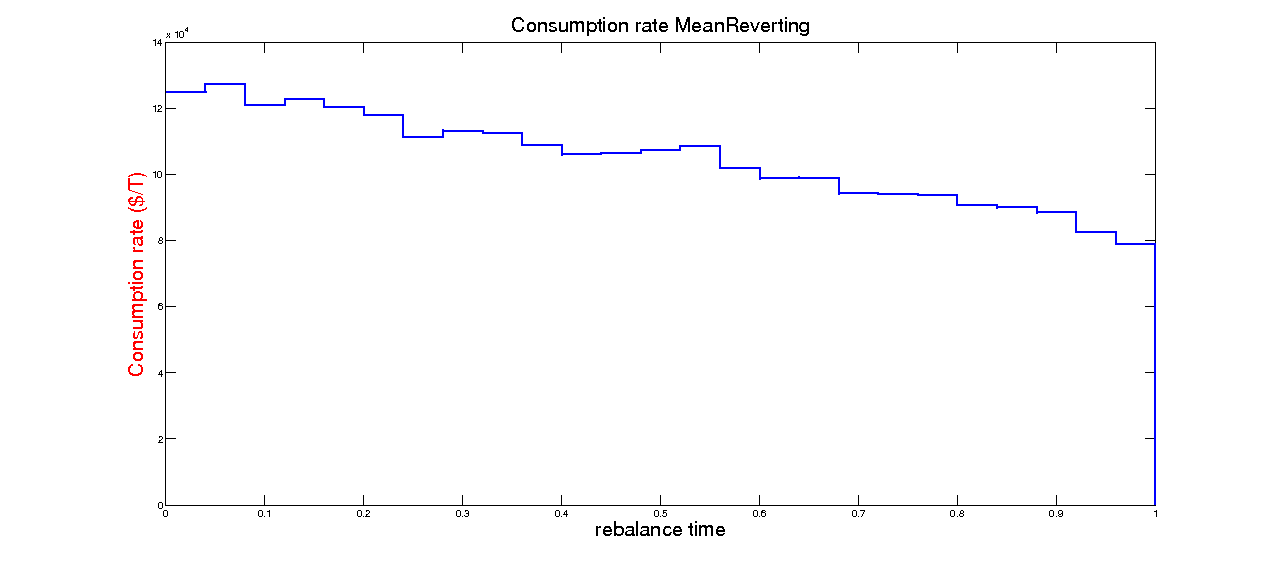 Consumption rate MeanReverting
x 10^4
14
12
10
8
6
4
2
0
Consumption rate ($/T)
0 0.1 0.2 0.3 0.4 0.5 0.6 0.7 0.8 0.9 1
rebalance time